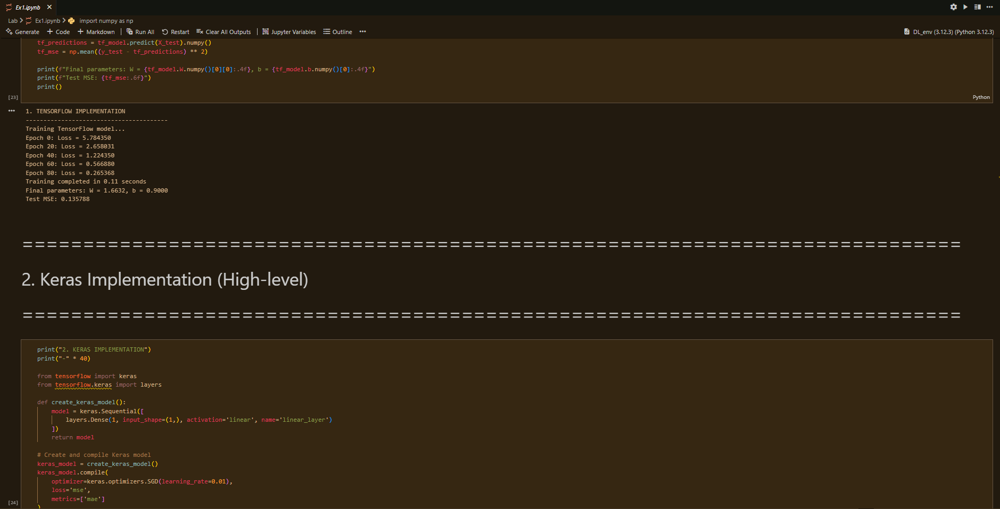 Ex1.ipynb
Lab > Ex1.ipynb > import numpy as np
Generate + Code + Markdown | Run All Restart Clear All Outputs | Jupyter Variables Outline ••• DL_env (3.12.3) (Python 3.12.3)
tf_predictions = tf_model.predict(X_test).numpy()
tf_mse = np.mean((y_test - tf_predictions) ** 2)
print(f"Final parameters: W = {tf_model.W.numpy()[0][0]:.4f}, b = {tf_model.b.numpy()[0]:.4f}")
print(f"Test MSE: {tf_mse:.6f}")
print()
[23]
Python
1. TENSORFLOW IMPLEMENTATION
----------------------------------------
Training TensorFlow model...
Epoch 0: Loss = 5.784350
Epoch 20: Loss = 2.658031
Epoch 40: Loss = 1.224350
Epoch 60: Loss = 0.566880
Epoch 80: Loss = 0.265368
Training completed in 0.11 seconds
Final parameters: W = 1.6632, b = 0.9000
Test MSE: 0.135788
=============================================================================
2. Keras Implementation (High-level)
=============================================================================
print("2. KERAS IMPLEMENTATION")
print("-" * 40)
from tensorflow import keras
from tensorflow.keras import layers
def create_keras_model():
model = keras.Sequential([
layers.Dense(1, input_shape=(1,), activation='linear', name='linear_layer')
])
return model
# Create and compile Keras model
keras_model = create_keras_model()
keras_model.compile(
optimizer=keras.optimizers.SGD(learning_rate=0.01),
loss='mse',
metrics=['mae']
)
[24]